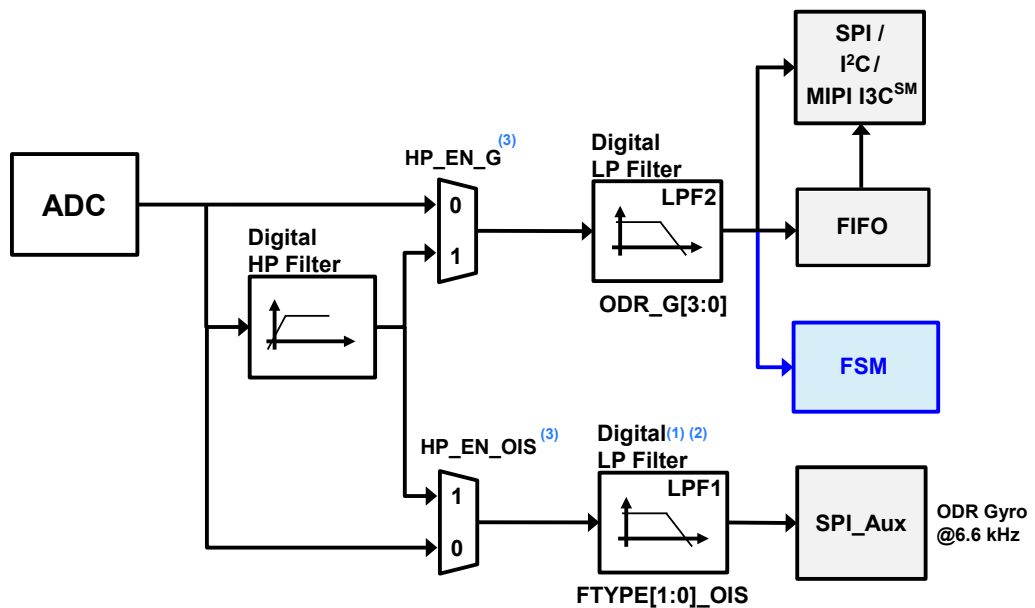 SPI /
I²C /
MIPI I3C^SM
HP_EN_G (3)
Digital
LP Filter
LPF2
ADC
0
1
FIFO
Digital
HP Filter
ODR_G[3:0]
FSM
HP_EN_OIS (3)
Digital (1) (2)
LP Filter
LPF1
1
0
SPI_Aux
ODR Gyro
@6.6 kHz
FTYPE[1:0]_OIS